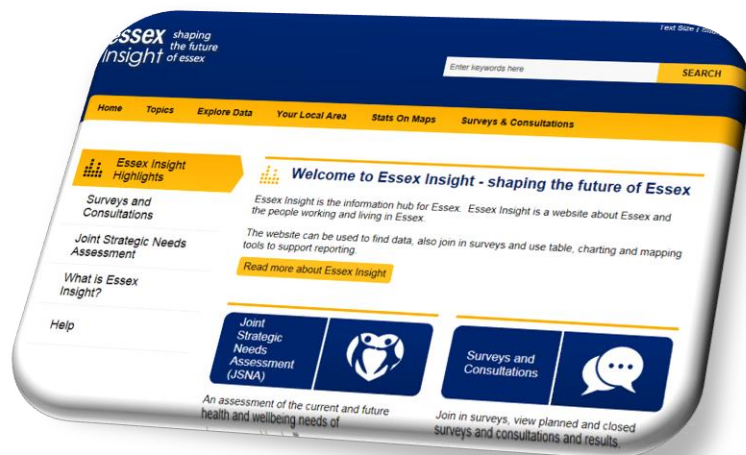 Text Size /
essex shaping
insight the future
of essex
Enter keywords here
SEARCH
Home Topics Explore Data Your Local Area Stats On Maps Surveys & Consultations
Essex Insight
Highlights
Surveys and
Consultations
Joint Strategic Needs
Assessment
What is Essex
Insight?
Help
Welcome to Essex Insight - shaping the future of Essex
Essex Insight is the information hub for Essex. Essex Insight is a website about Essex and
the people working and living in Essex.
The website can be used to find data, also join in surveys and use table, charting and mapping
tools to support reporting.
Read more about Essex Insight
Joint
Strategic
Needs
Assessment
(JSNA)
An assessment of the current and future
health and wellbeing needs of
Surveys and
Consultations
Join in surveys, view planned and closed
surveys and consultations and results.